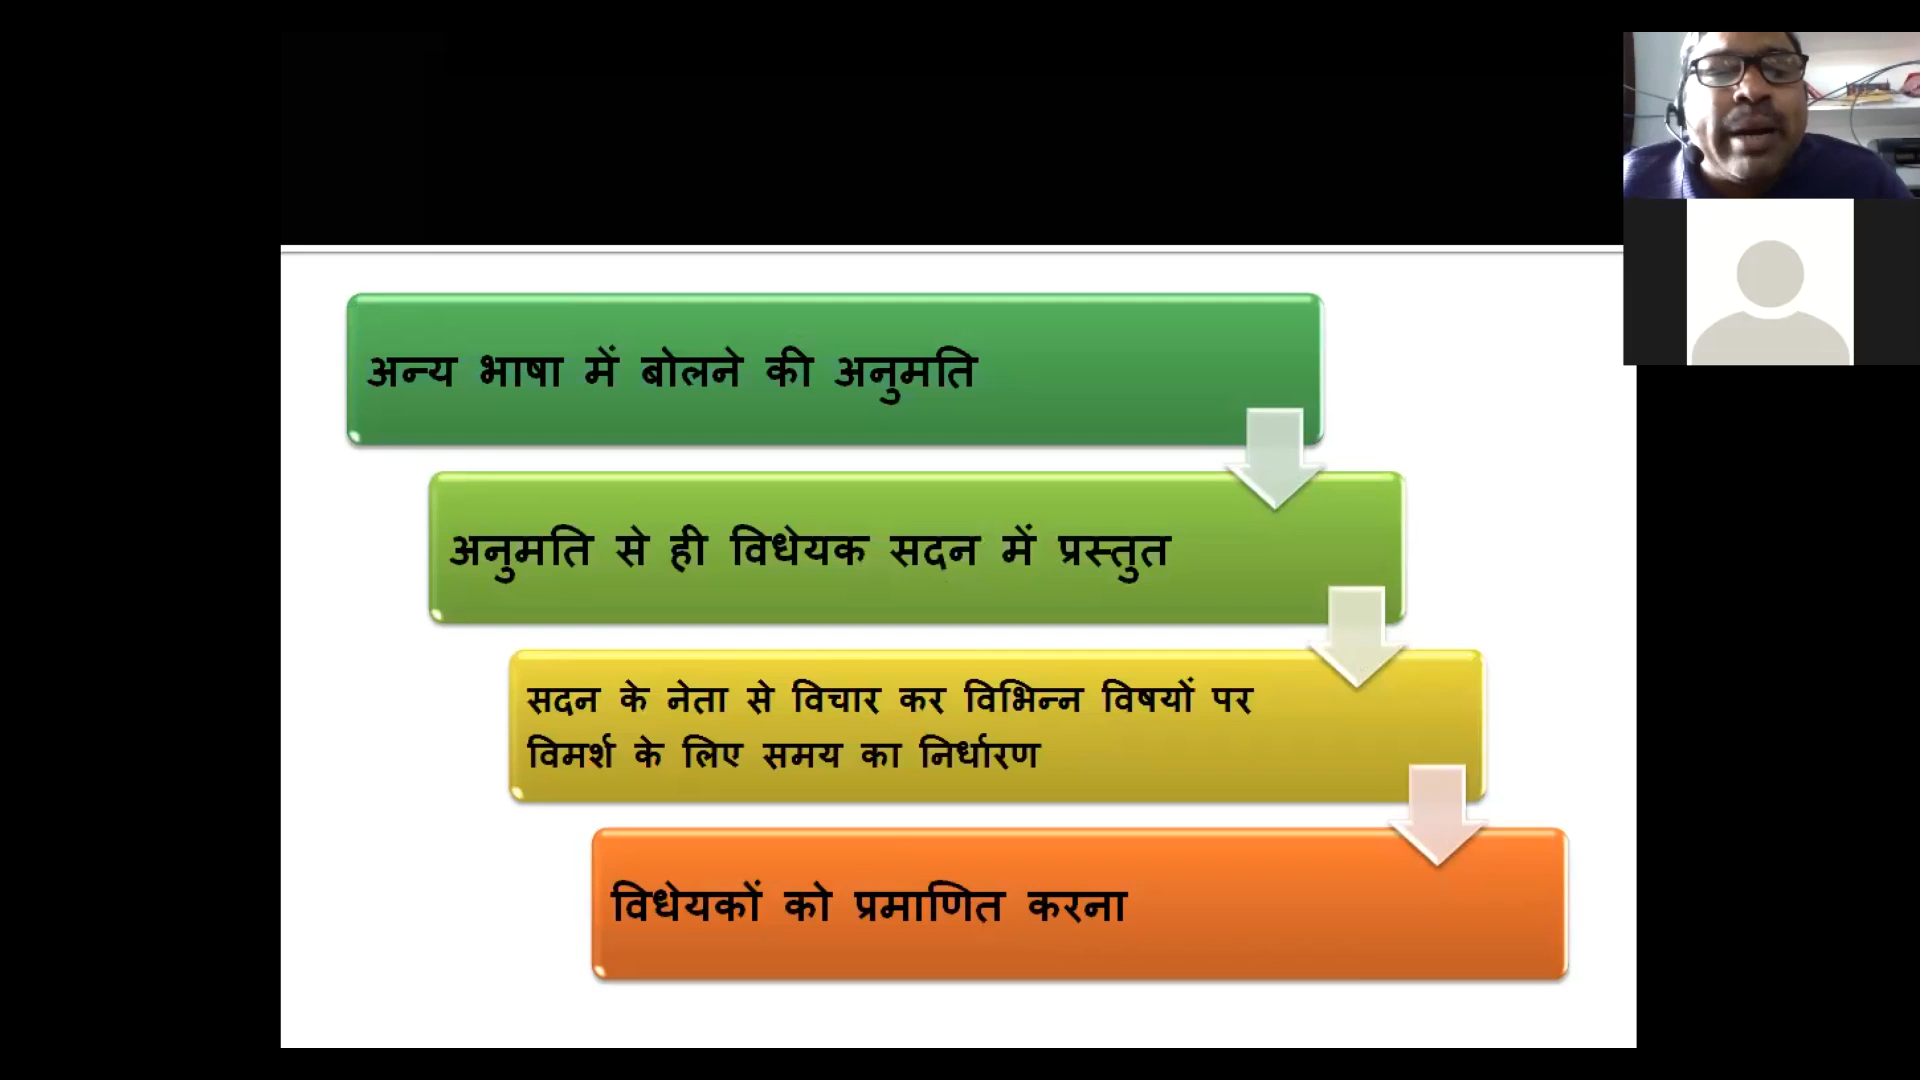 अन्य भाषा में बोलने की अनुमति
अनुमति से ही विधेयक सदन में प्रस्तुत
सदन के नेता से विचार कर विभिन्न विषयों पर
विमर्श के लिए समय का निर्धारण
विधेयकों को प्रमाणित करना